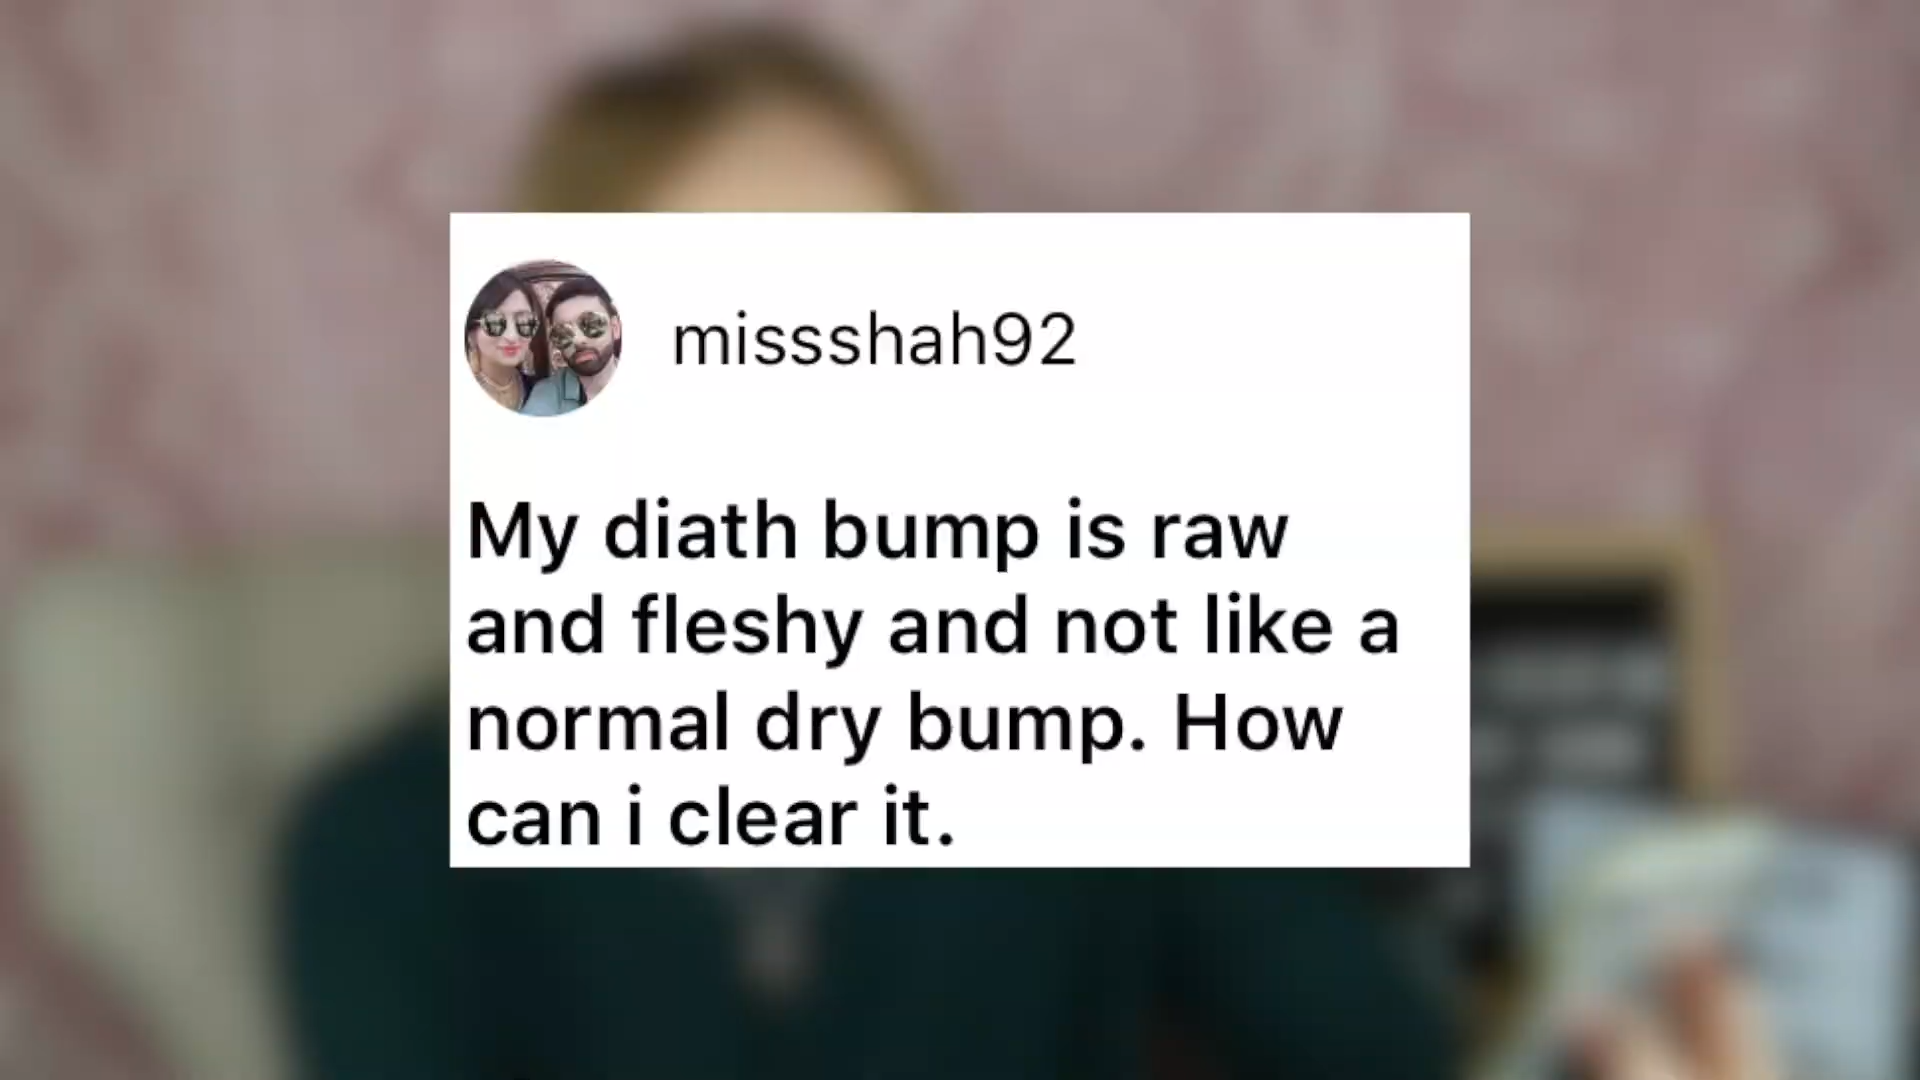 missshah92
My diath bump is raw
and fleshy and not like a
normal dry bump. How
can i clear it.